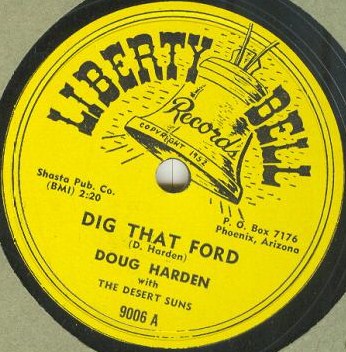 LIBERTY BELL
Records
COPYRIGHT 1952
Shasta Pub. Co.
(BMI) 2:20
P. O. Box 7176
Phoenix, Arizona
DIG THAT FORD
(D. Harden)
DOUG HARDEN
with
THE DESERT SUNS
9006 A